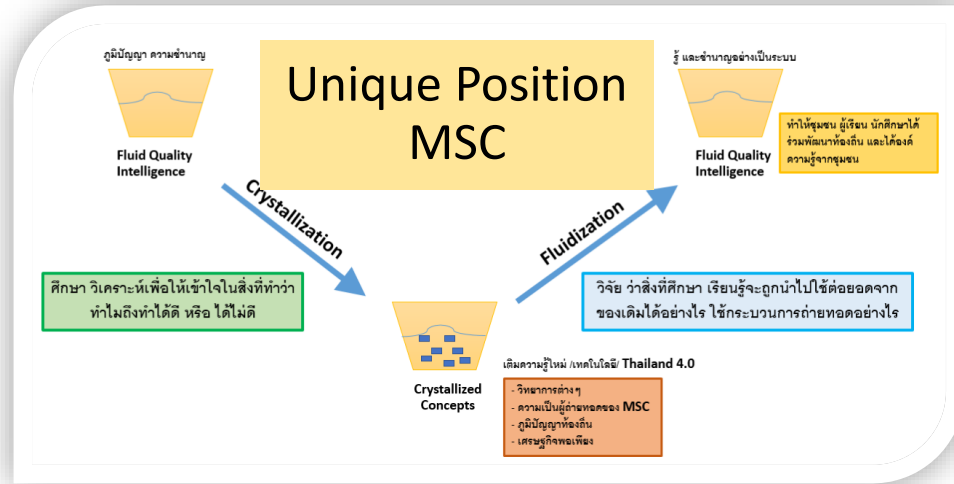 Unique Position
MSC
ภูมิปัญญา ความชำนาญ
Fluid Quality
Intelligence
Crystallization
ศึกษา วิเคราะห์เพื่อให้เข้าใจในสิ่งที่ทำว่า
ทำไมถึงทำได้ดี หรือ ได้ไม่ดี
Crystallized
Concepts
เติมความรู้ใหม่ /เทคโนโลยี/ Thailand 4.0
- วิทยาการต่างๆ
- ความเป็นผู้ถ่ายทอดของ MSC
- ภูมิปัญญาท้องถิ่น
- เศรษฐกิจพอเพียง
Fluidization
วิจัย ว่าสิ่งที่ศึกษา เรียนรู้จะถูกนำไปใช้ต่อยอดจาก
ของเดิมได้อย่างไร ใช้กระบวนการถ่ายทอดอย่างไร
รู้ และชำนาญอย่างเป็นระบบ
Fluid Quality
Intelligence
ทำให้ชุมชน ผู้เรียน นักศึกษาได้
ร่วมพัฒนาท้องถิ่น และได้องค์
ความรู้จากชุมชน